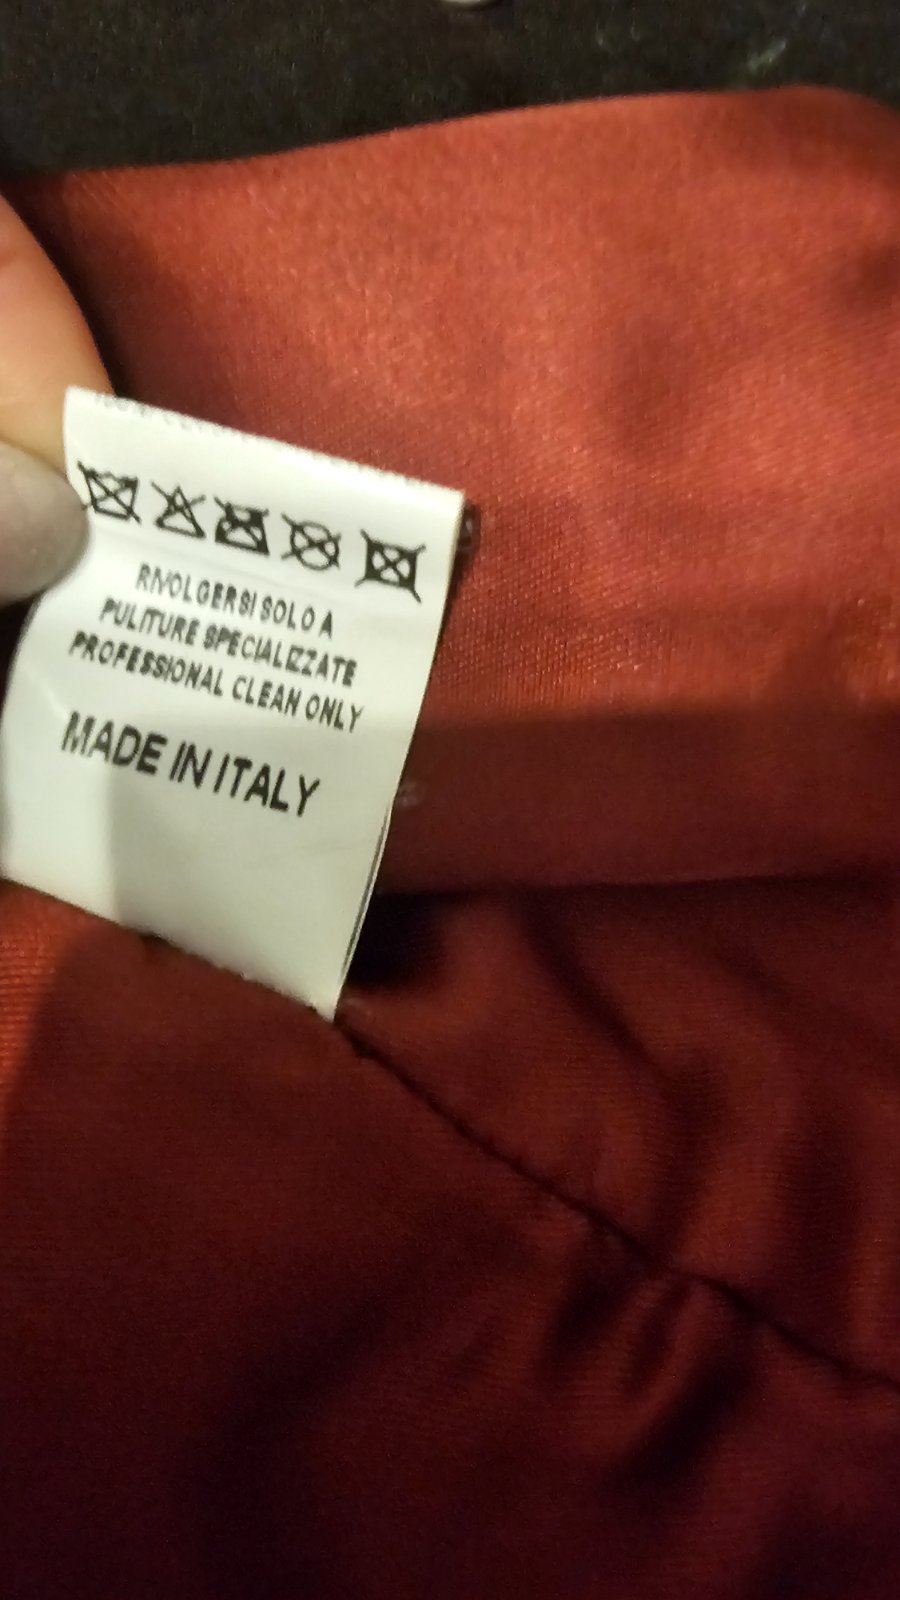 RIVOLGERSI SOLO A
PULITURE SPECIALIZZATE
PROFESSIONAL CLEAN ONLY
MADE IN ITALY